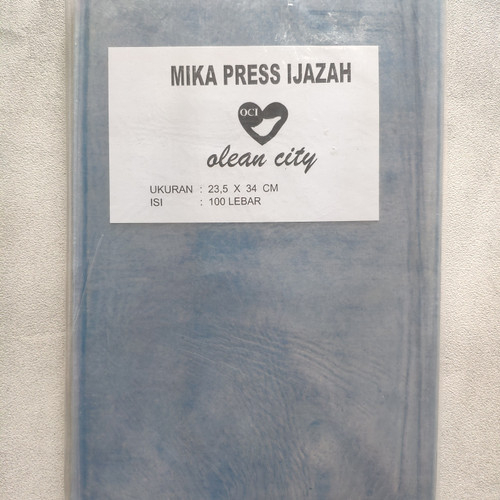 MIKA PRESS IJAZAH
OCI
olean city
UKURAN : 23,5 X 34 CM
ISI : 100 LEBAR